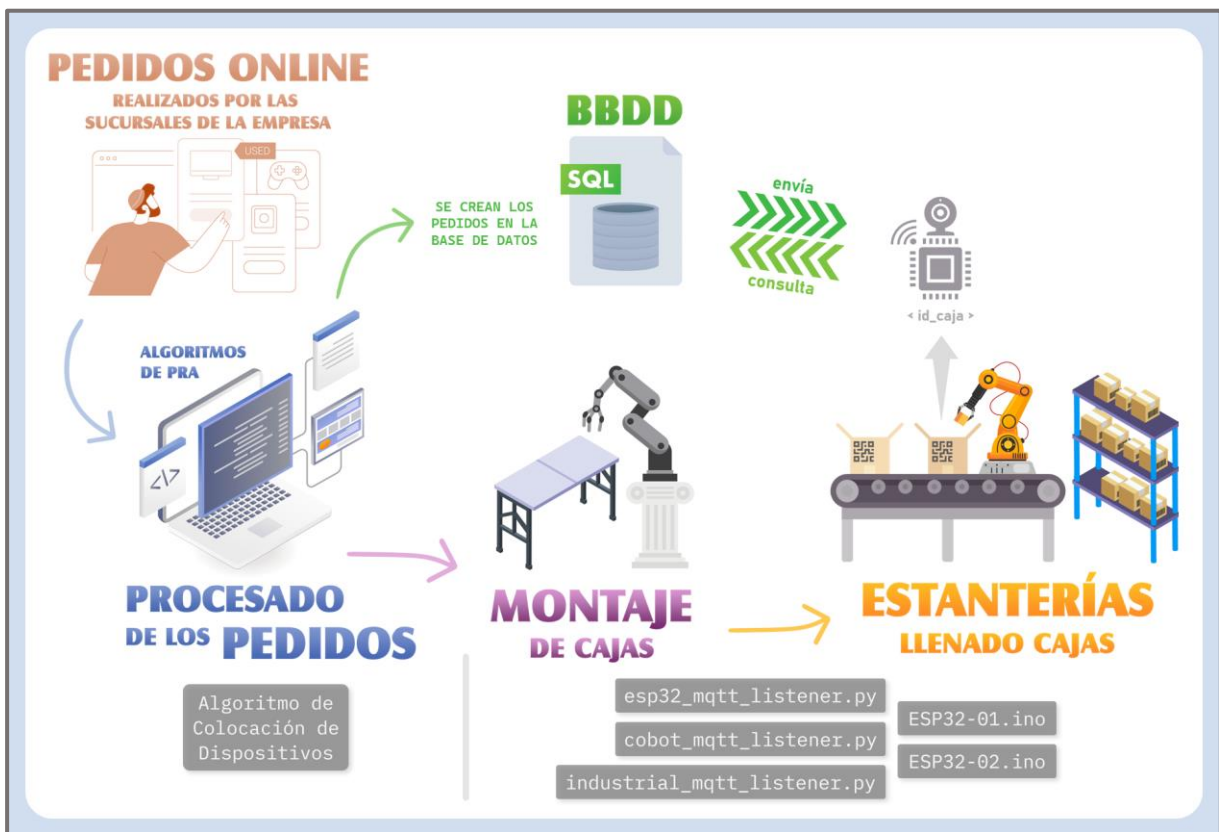 PEDIDOS ONLINE
REALIZADOS POR LAS
SUCURSALES DE LA EMPRESA
USED
BBDD
SQL
SE CREAN LOS
PEDIDOS EN LA
BASE DE DATOS
envía
consulta
< id_caja >
ALGORITMOS
DE PRA
</>
PROCESADO
DE LOS PEDIDOS
MONTAJE
DE CAJAS
ESTANTERÍAS
LLENADO CAJAS
Algoritmo de
Colocación de
Dispositivos
esp32_mqtt_listener.py
cobot_mqtt_listener.py
industrial_mqtt_listener.py
ESP32-01.ino
ESP32-02.ino